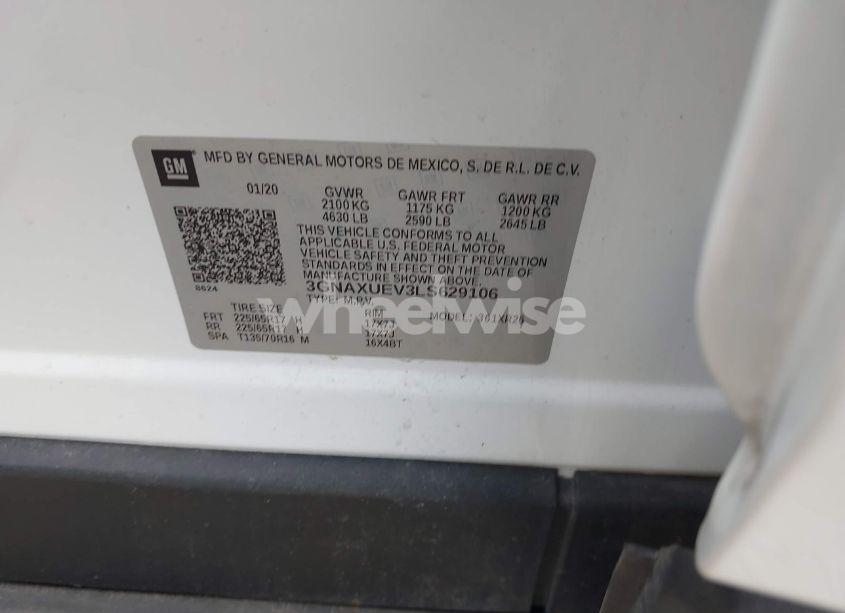 GM
MFD BY GENERAL MOTORS DE MEXICO, S. DE R.L. DE C.V.
01/20 GVWR GAWR FRT GAWR RR
2100 KG 1175 KG 1200 KG
4630 LB 2590 LB 2645 LB
THIS VEHICLE CONFORMS TO ALL
APPLICABLE U.S. FEDERAL MOTOR
VEHICLE SAFETY AND THEFT PREVENTION
STANDARDS IN EFFECT ON THE DATE OF
MANUFACTURE SHOWN ABOVE.
8624
3GNAXUEV3LS629106
TYPE: M.P.V. MODEL:
TIRE SIZE RIM
FRT 225/65R17 H 17X7J
RR 225/65R17 H 17X7J
SPA T135/70R16 M 16X4BT
wheelwise